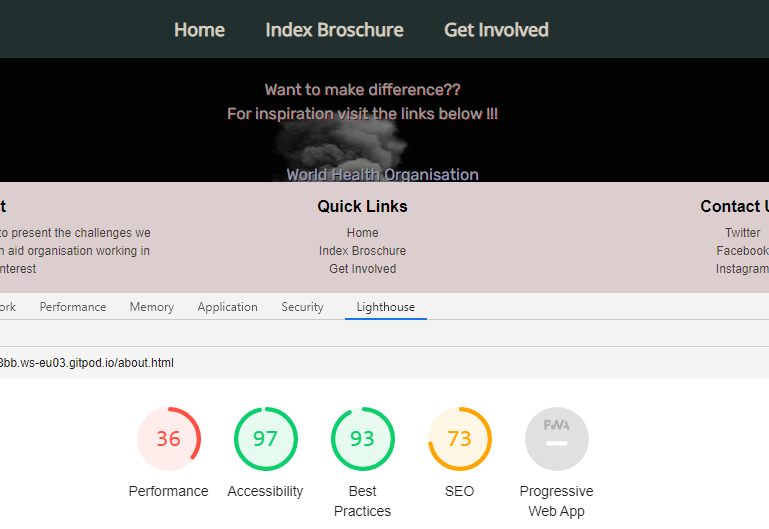 Home Index Broschure Get Involved
Want to make difference??
For inspiration visit the links below !!!
World Health Organisation
t Quick Links Contact U
to present the challenges we Home Twitter
n aid organisation working in Index Broschure Facebook
nterest Get Involved Instagram
ork Performance Memory Application Security Lighthouse
3bb.ws-eu03.gitpod.io/about.html
36 97 93 73 PWA
Performance Accessibility Best SEO Progressive
Practices Web App